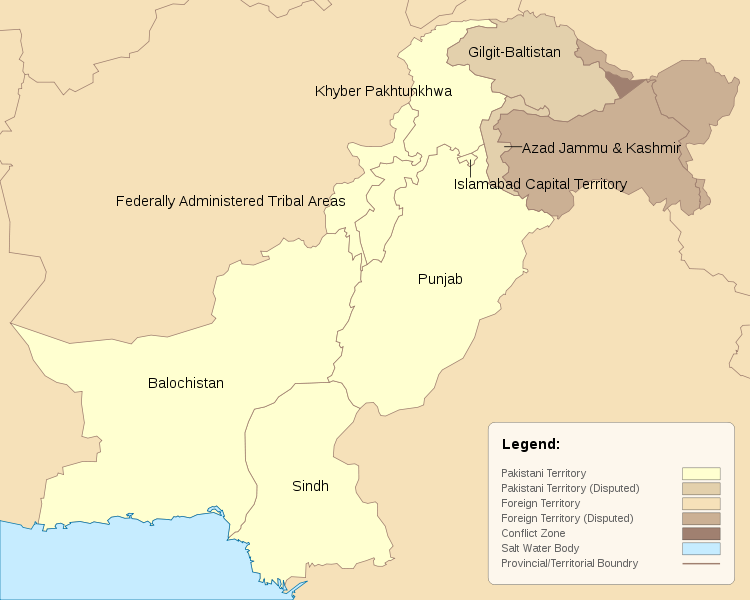 Gilgit-Baltistan
Khyber Pakhtunkhwa
Azad Jammu & Kashmir
Islamabad Capital Territory
Federally Administered Tribal Areas
Punjab
Balochistan
Sindh
Legend:
Pakistani Territory
Pakistani Territory (Disputed)
Foreign Territory
Foreign Territory (Disputed)
Conflict Zone
Salt Water Body
Provincial/Territorial Boundry